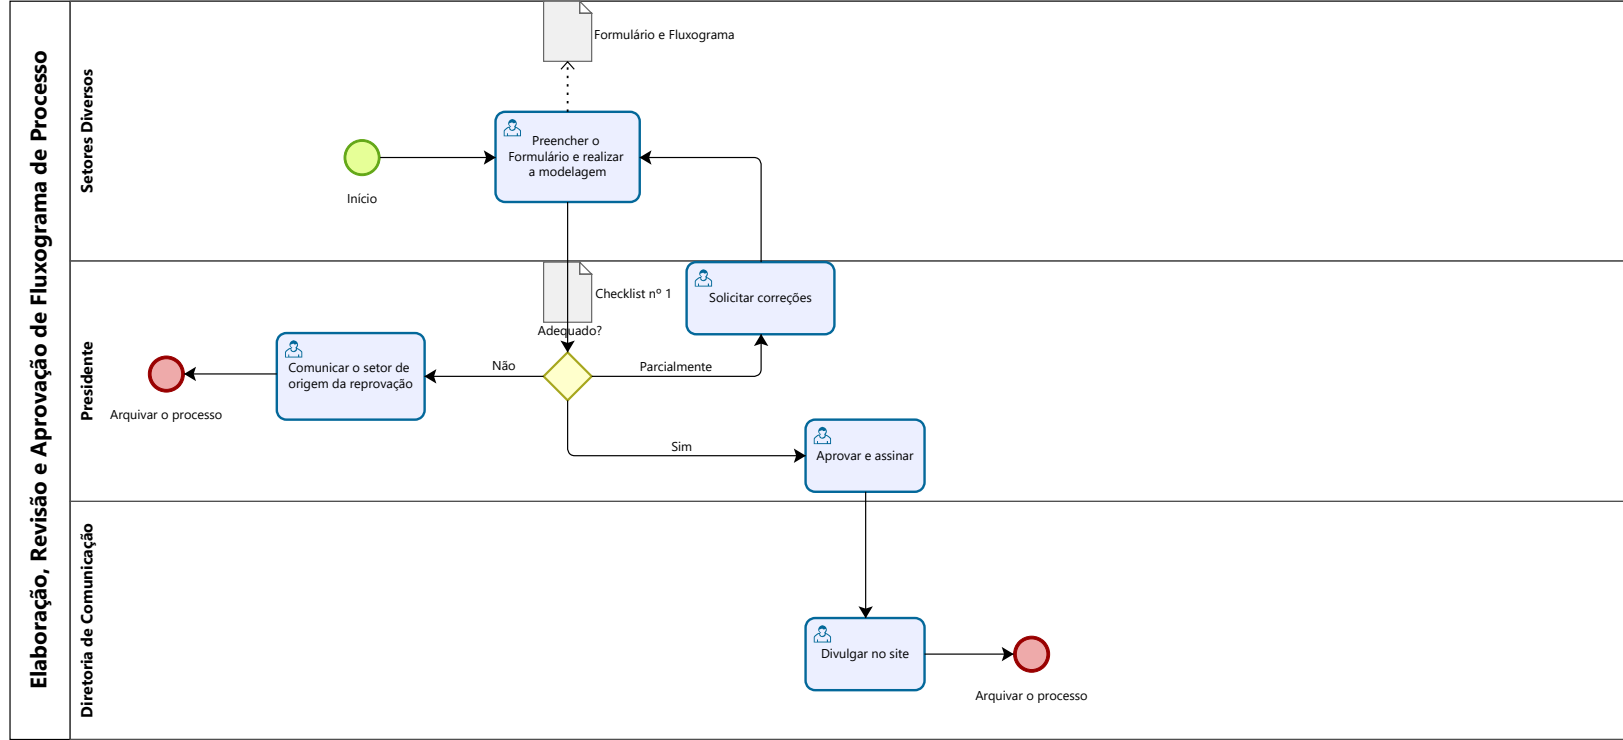 Elaboração, Revisão e Aprovação de Fluxograma de Processo
Setores Diversos
Formulário e Fluxograma
Preencher o
Formulário e realizar
a modelagem
Início
Presidente
Checklist nº 1
Solicitar correções
Adequado?
Não
Parcialmente
Comunicar o setor de
origem da reprovação
Arquivar o processo
Sim
Aprovar e assinar
Diretoria de Comunicação
Divulgar no site
Arquivar o processo